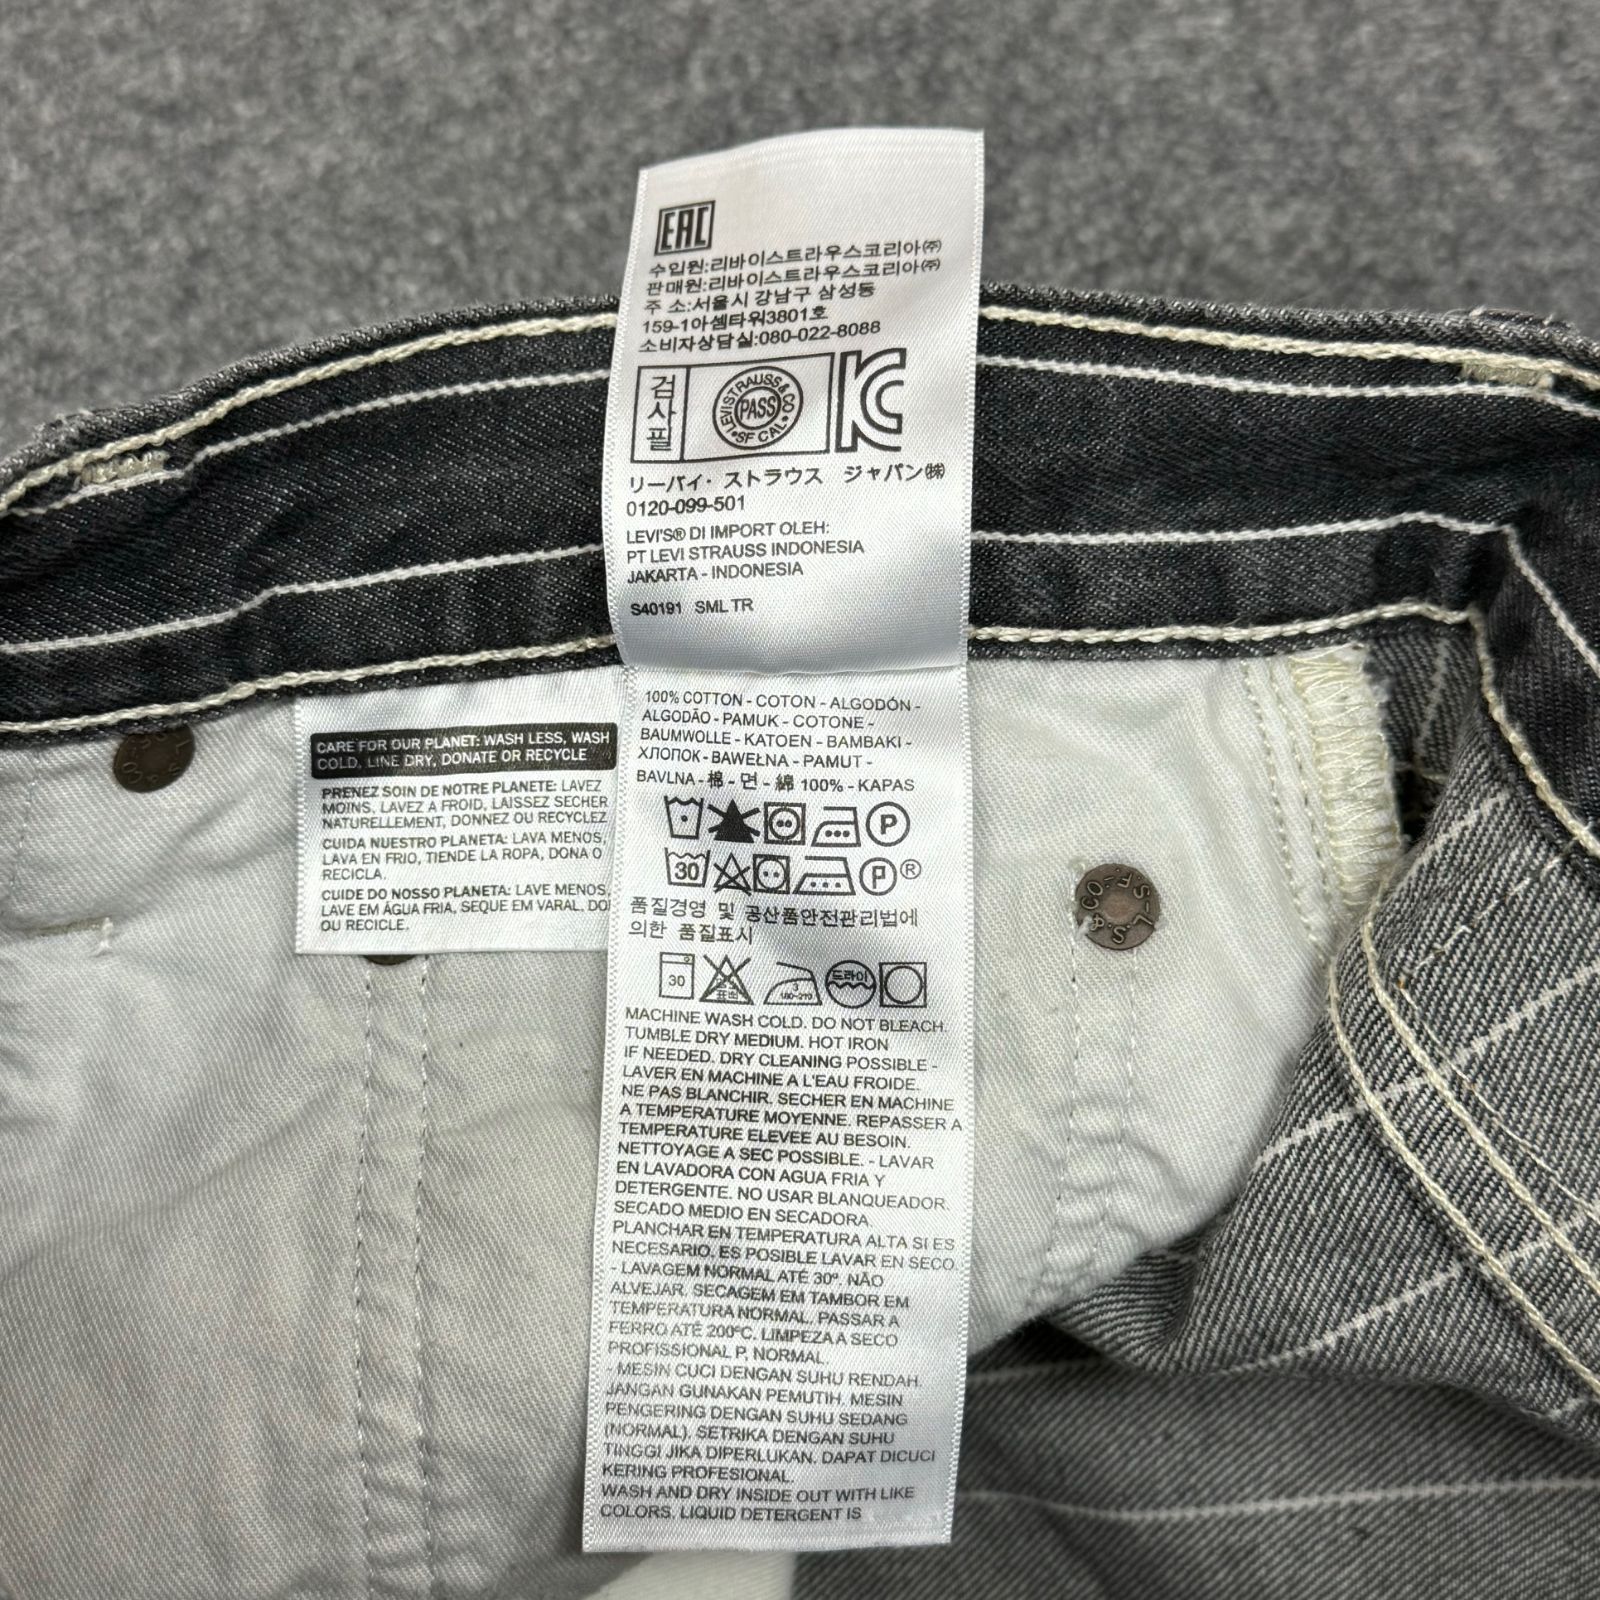 EAC
수입원:리바이스트라우스코리아㈜
판매원:리바이스트라우스코리아㈜
주 소:서울시 강남구 삼성동
159-1아셈타워3801호
소비자상담실:080-022-8088
검사필
LEVI STRAUSS & CO. SF CAL
PASS
KC
リーバイ・ストラウス ジャパン㈱
0120-099-501
LEVI'S® DI IMPORT OLEH:
PT LEVI STRAUSS INDONESIA
JAKARTA - INDONESIA
S40191 SML TR
100% COTTON - COTON - ALGODÓN -
ALGODÃO - PAMUK - COTONE -
BAUMWOLLE - KATOEN - BAMBAKI -
ХЛОПОК - BAWEŁNA - PAMUT -
BAVLNA - 棉 - 면 - 綿 100% - KAPAS
P
30 P®
품질경영 및 공산품안전관리법에
의한 품질표시
30 표백 3 180~210 드라이
MACHINE WASH COLD. DO NOT BLEACH.
TUMBLE DRY MEDIUM. HOT IRON
IF NEEDED. DRY CLEANING POSSIBLE -
LAVER EN MACHINE A L'EAU FROIDE.
NE PAS BLANCHIR. SECHER EN MACHINE
A TEMPERATURE MOYENNE. REPASSER A
TEMPERATURE ELEVEE AU BESOIN.
NETTOYAGE A SEC POSSIBLE. - LAVAR
EN LAVADORA CON AGUA FRIA Y
DETERGENTE. NO USAR BLANQUEADOR.
SECADO MEDIO EN SECADORA.
PLANCHAR EN TEMPERATURA ALTA SI ES
NECESARIO. ES POSIBLE LAVAR EN SECO.
- LAVAGEM NORMAL ATÉ 30º. NÃO
ALVEJAR. SECAGEM EM TAMBOR EM
TEMPERATURA NORMAL. PASSAR A
FERRO ATÉ 200ºC. LIMPEZA A SECO
PROFISSIONAL P, NORMAL.
- MESIN CUCI DENGAN SUHU RENDAH.
JANGAN GUNAKAN PEMUTIH. MESIN
PENGERING DENGAN SUHU SEDANG
(NORMAL). SETRIKA DENGAN SUHU
TINGGI JIKA DIPERLUKAN. DAPAT DICUCI
KERING PROFESIONAL.
WASH AND DRY INSIDE OUT WITH LIKE
COLORS. LIQUID DETERGENT IS
CARE FOR OUR PLANET: WASH LESS, WASH
COLD, LINE DRY, DONATE OR RECYCLE
PRENEZ SOIN DE NOTRE PLANETE: LAVEZ
MOINS, LAVEZ A FROID, LAISSEZ SECHER
NATURELLEMENT, DONNEZ OU RECYCLEZ
CUIDA NUESTRO PLANETA: LAVA MENOS,
LAVA EN FRIO, TIENDE LA ROPA, DONA O
RECICLA.
CUIDE DO NOSSO PLANETA: LAVE MENOS,
LAVE EM ÁGUA FRIA, SEQUE EM VARAL, DO
OU RECICLE.
L.S. & CO.
L.S. & CO.